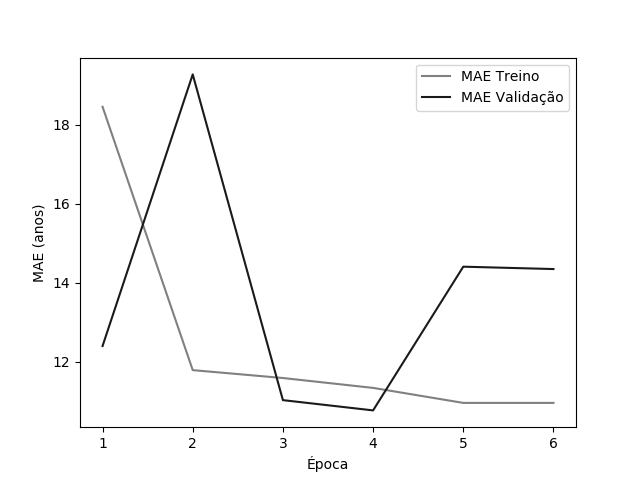 MAE Treino
MAE Validação
18
16
14
12
MAE (anos)
1 2 3 4 5 6
Época